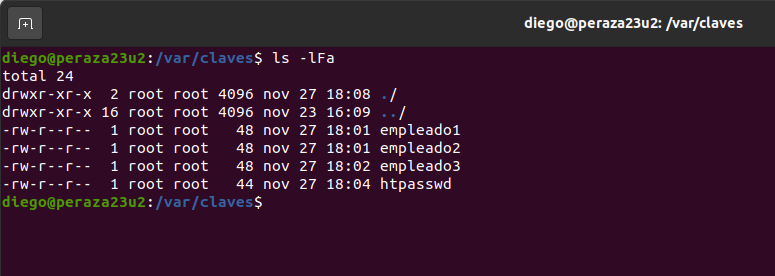 diego@peraza23u2: /var/claves
diego@peraza23u2:/var/claves$ ls -lFa
total 24
drwxr-xr-x  2 root root 4096 nov 27 18:08 ./
drwxr-xr-x 16 root root 4096 nov 23 16:09 ../
-rw-r--r--  1 root root   48 nov 27 18:01 empleado1
-rw-r--r--  1 root root   48 nov 27 18:01 empleado2
-rw-r--r--  1 root root   48 nov 27 18:02 empleado3
-rw-r--r--  1 root root   44 nov 27 18:04 htpasswd
diego@peraza23u2:/var/claves$